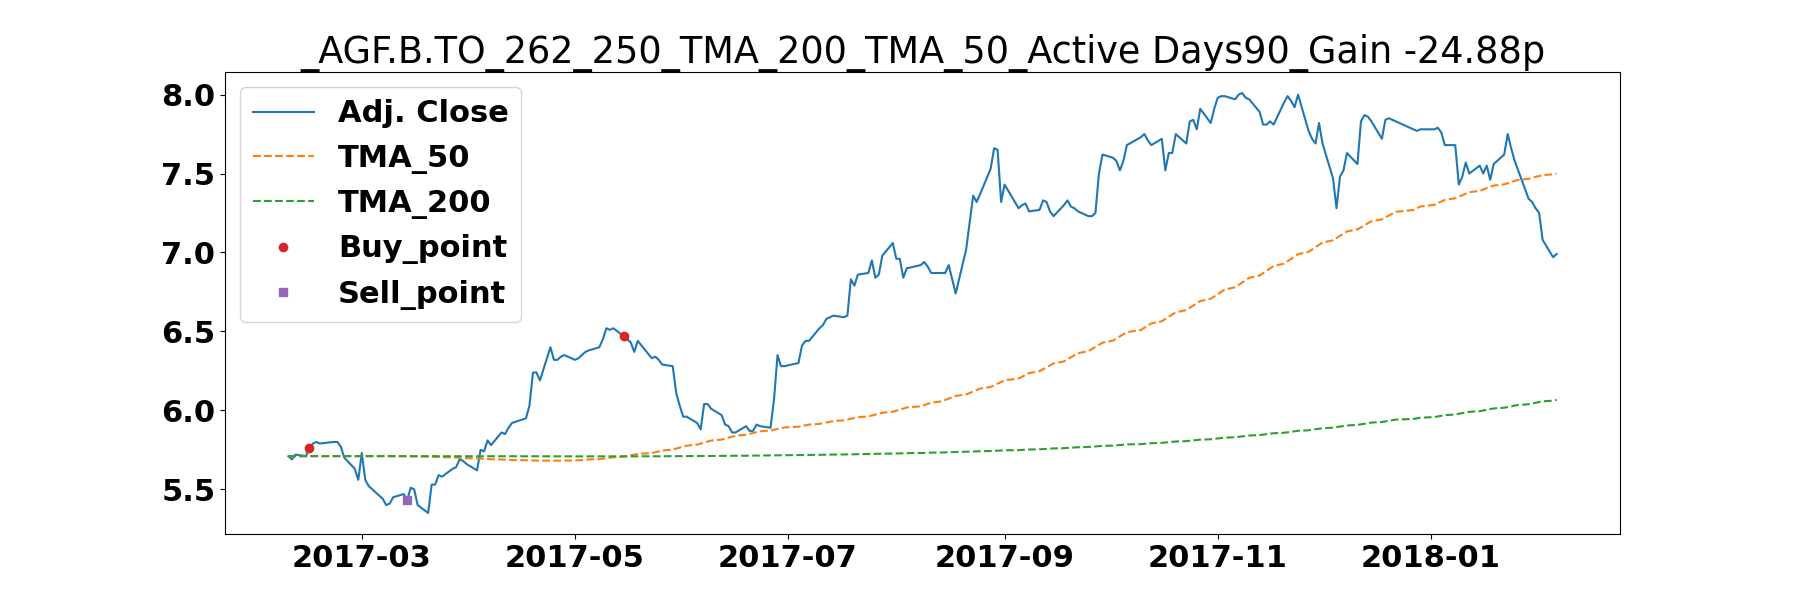 _AGF.B.TO_262_250_TMA_200_TMA_50_Active Days90_Gain -24.88p
8.0
7.5
7.0
6.5
6.0
5.5
Adj. Close
TMA_50
TMA_200
Buy_point
Sell_point
2017-03 2017-05 2017-07 2017-09 2017-11 2018-01